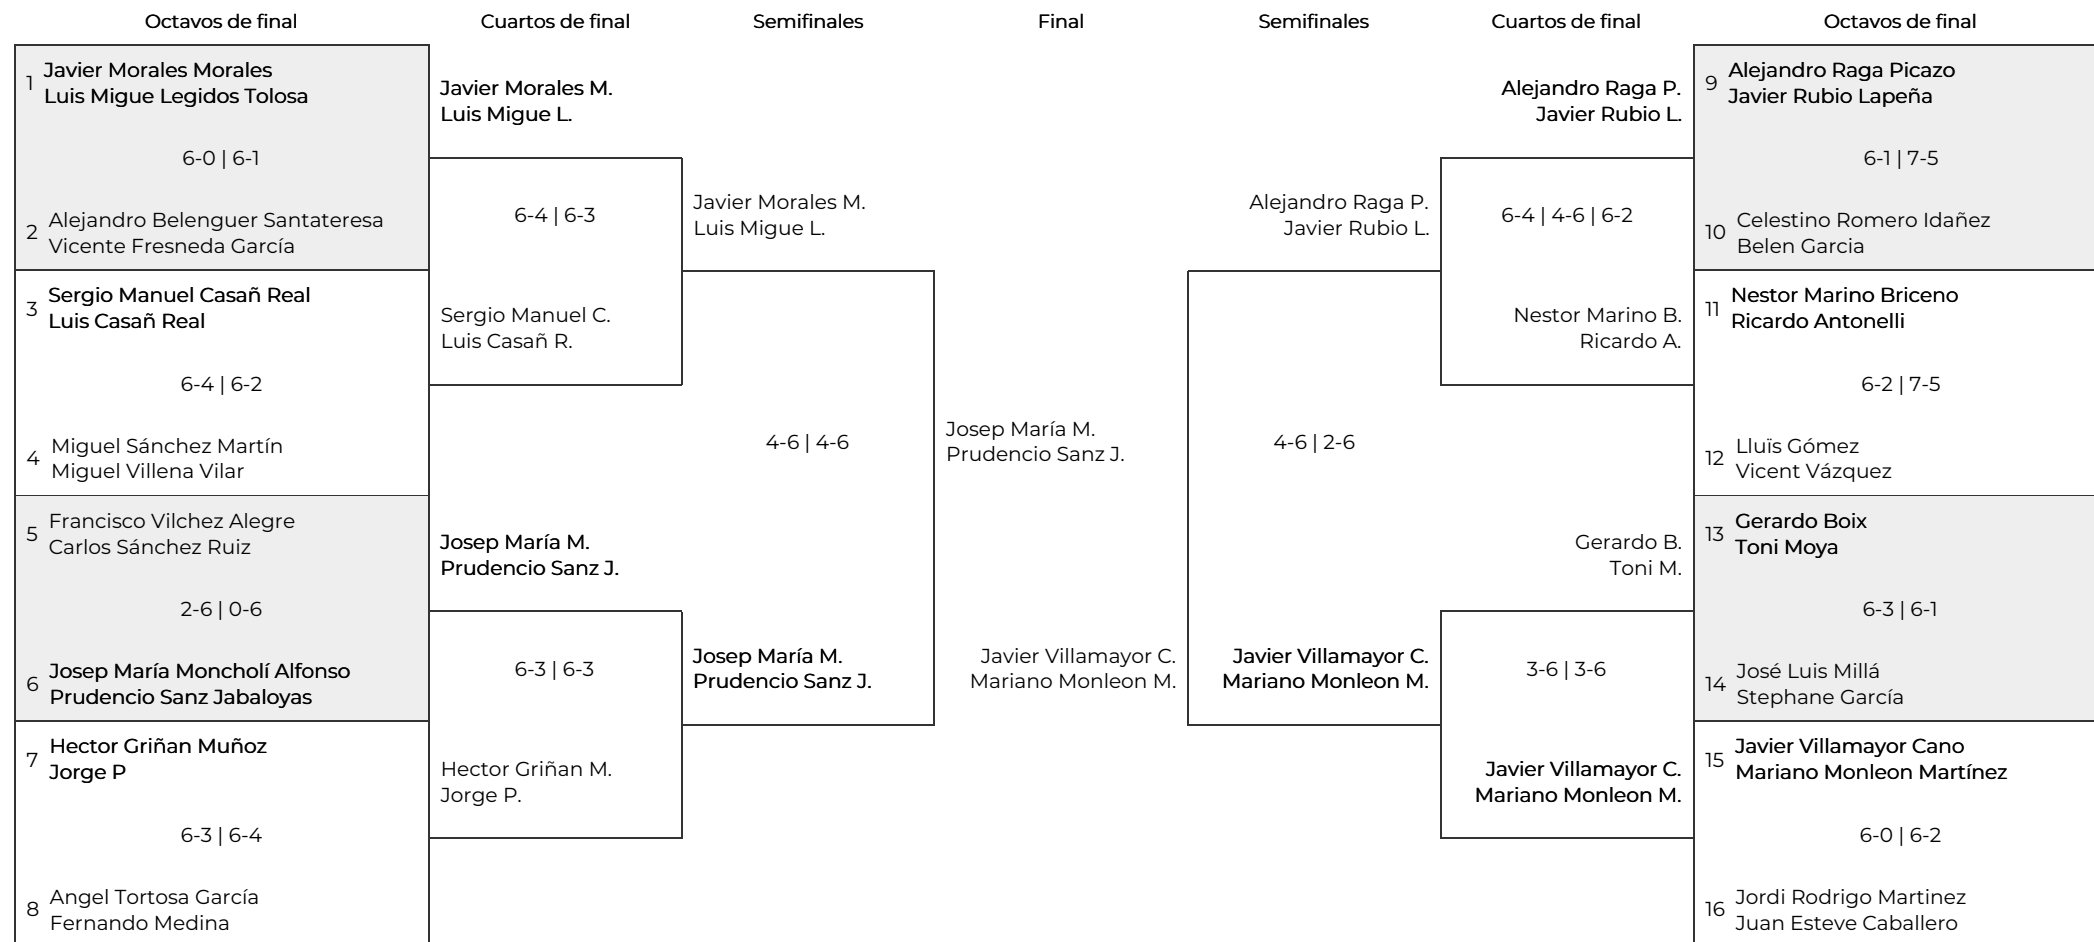 Octavos de final
Cuartos de final
Semifinales
Final
Semifinales
Cuartos de final
Octavos de final
1
Javier Morales Morales
Luis Migue Legidos Tolosa
6-0 | 6-1
2
Alejandro Belenguer Santateresa
Vicente Fresneda García
3
Sergio Manuel Casañ Real
Luis Casañ Real
6-4 | 6-2
4
Miguel Sánchez Martín
Miguel Villena Vilar
5
Francisco Vilchez Alegre
Carlos Sánchez Ruiz
2-6 | 0-6
6
Josep María Moncholí Alfonso
Prudencio Sanz Jabaloyas
7
Hector Griñan Muñoz
Jorge P
6-3 | 6-4
8
Angel Tortosa García
Fernando Medina
Javier Morales M.
Luis Migue L.
6-4 | 6-3
Sergio Manuel C.
Luis Casañ R.
Josep María M.
Prudencio Sanz J.
6-3 | 6-3
Hector Griñan M.
Jorge P.
Javier Morales M.
Luis Migue L.
4-6 | 4-6
Josep María M.
Prudencio Sanz J.
Josep María M.
Prudencio Sanz J.
Javier Villamayor C.
Mariano Monleon M.
Alejandro Raga P.
Javier Rubio L.
4-6 | 2-6
Javier Villamayor C.
Mariano Monleon M.
Alejandro Raga P.
Javier Rubio L.
6-4 | 4-6 | 6-2
Nestor Marino B.
Ricardo A.
Gerardo B.
Toni M.
3-6 | 3-6
Javier Villamayor C.
Mariano Monleon M.
9
Alejandro Raga Picazo
Javier Rubio Lapeña
6-1 | 7-5
10
Celestino Romero Idañez
Belen Garcia
11
Nestor Marino Briceno
Ricardo Antonelli
6-2 | 7-5
12
Lluïs Gómez
Vicent Vázquez
13
Gerardo Boix
Toni Moya
6-3 | 6-1
14
José Luis Millá
Stephane García
15
Javier Villamayor Cano
Mariano Monleon Martínez
6-0 | 6-2
16
Jordi Rodrigo Martinez
Juan Esteve Caballero